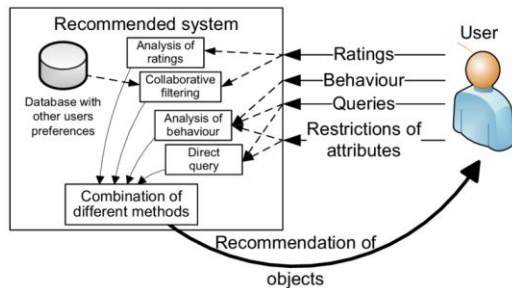 Recommended system
User
Analysis of
ratings
Ratings
Collaborative
filtering
Behaviour
Database with
other users
preferences
Queries
Analysis of
behaviour
Restrictions of
attributes
Direct
query
Combination of
different methods
Recommendation of
objects